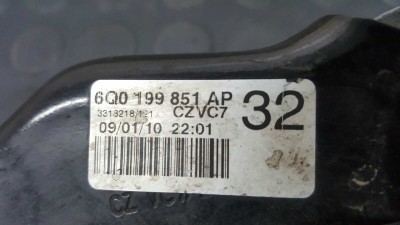 6Q0 199 851 AP 32
3313218/121 CZVC7
09/01/10 22:01